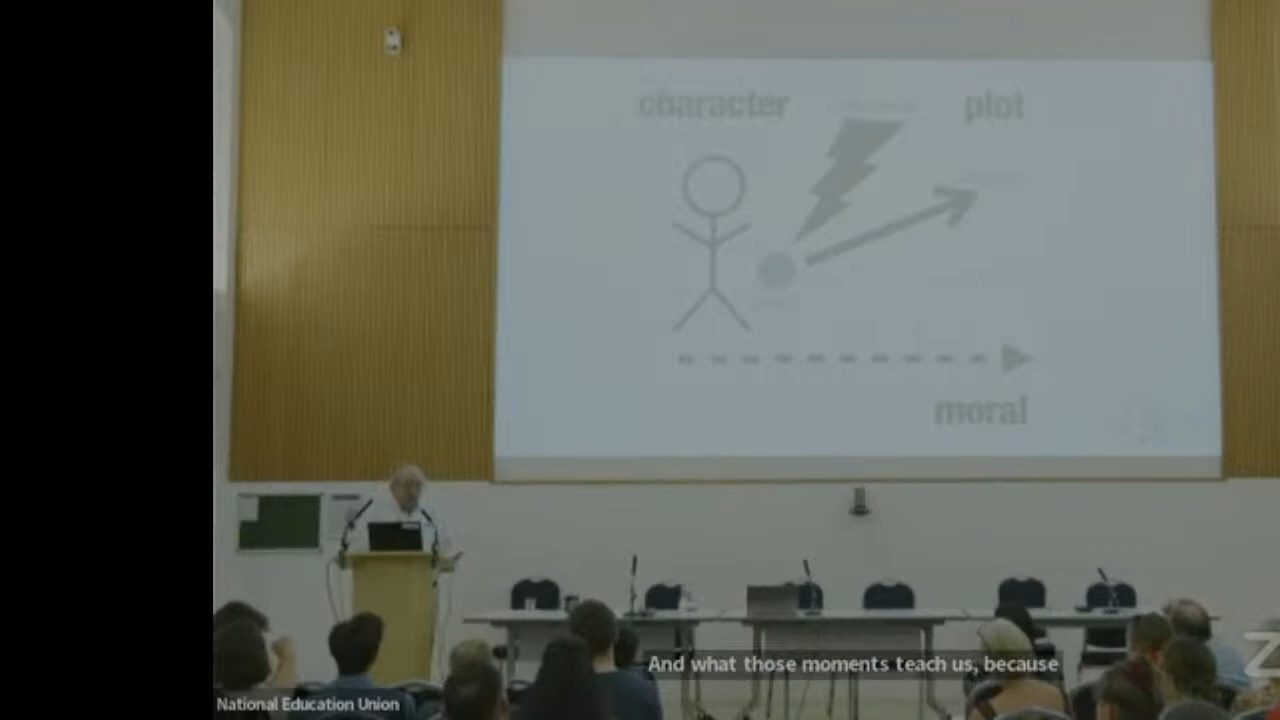 character
plot
moral
And what those moments teach us, because
National Education Union